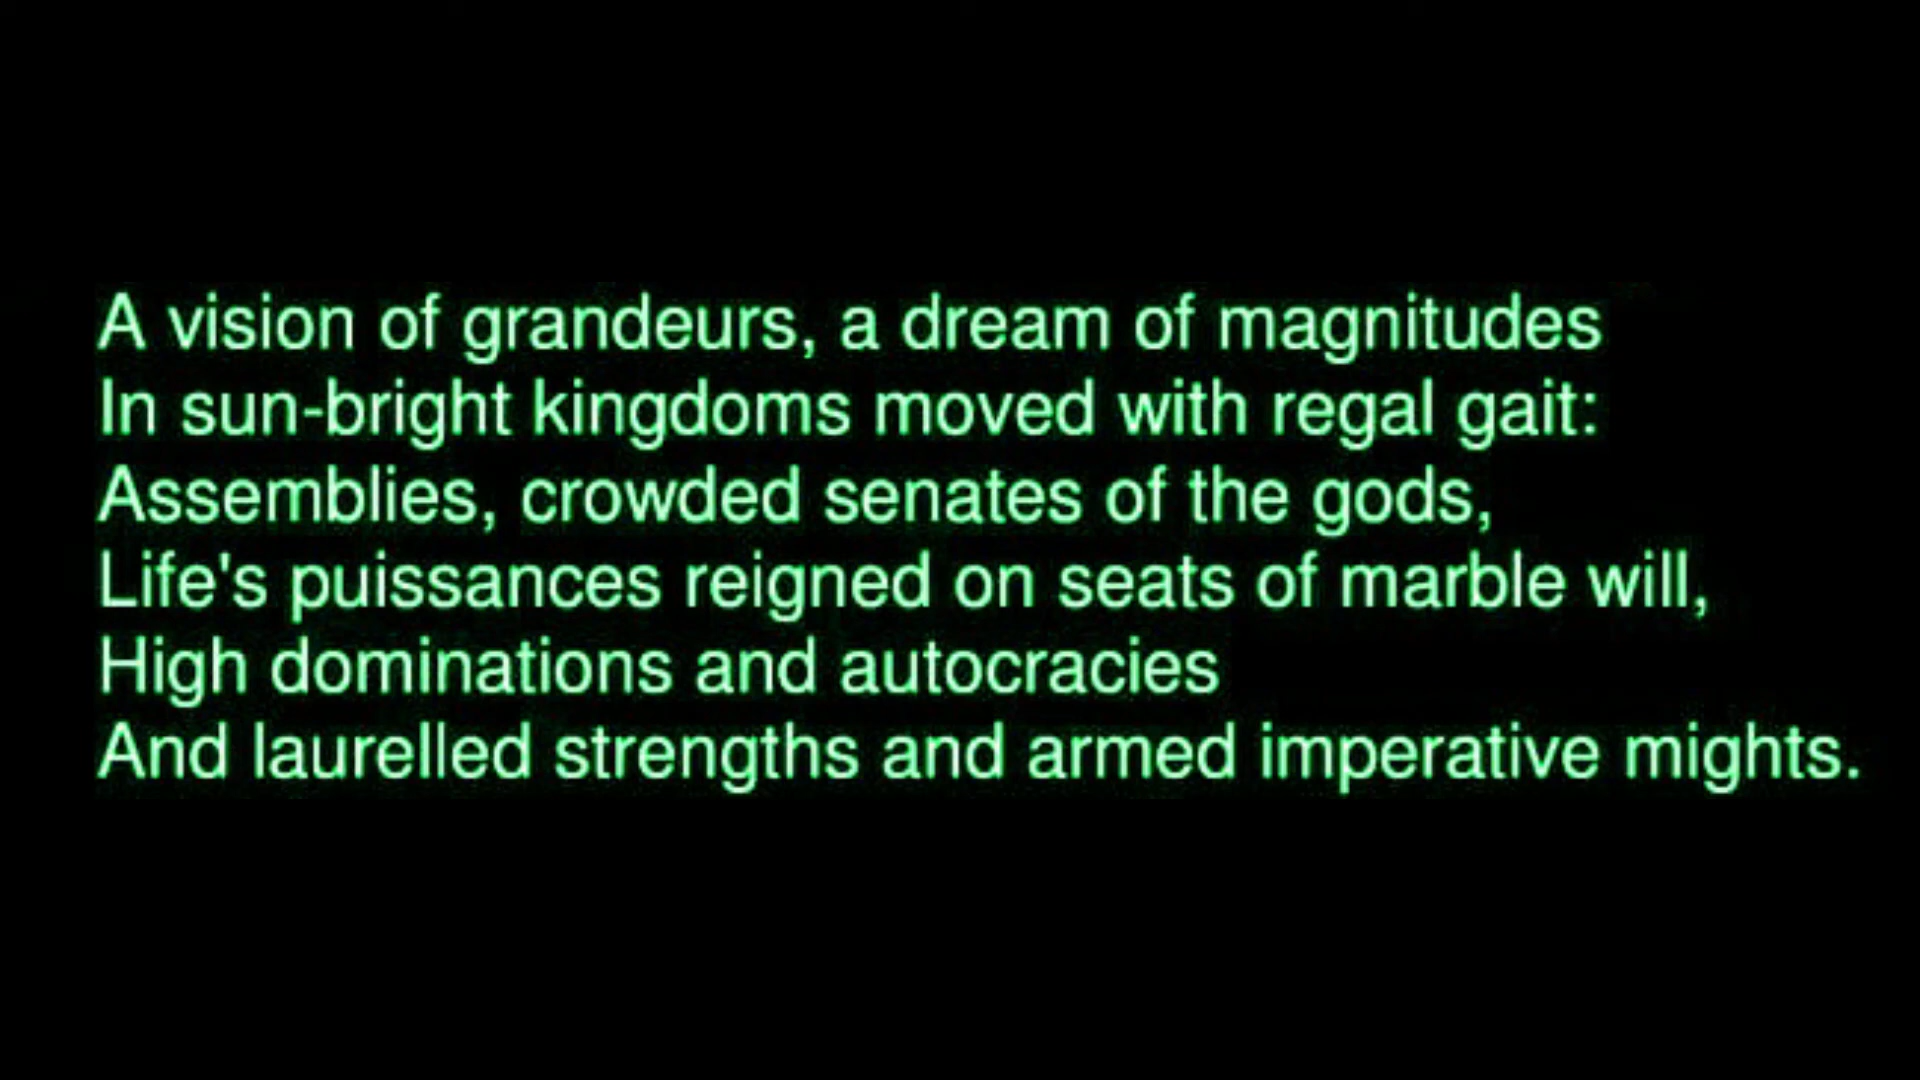 A vision of grandeurs, a dream of magnitudes
In sun-bright kingdoms moved with regal gait:
Assemblies, crowded senates of the gods,
Life's puissances reigned on seats of marble will,
High dominations and autocracies
And laurelled strengths and armed imperative mights.